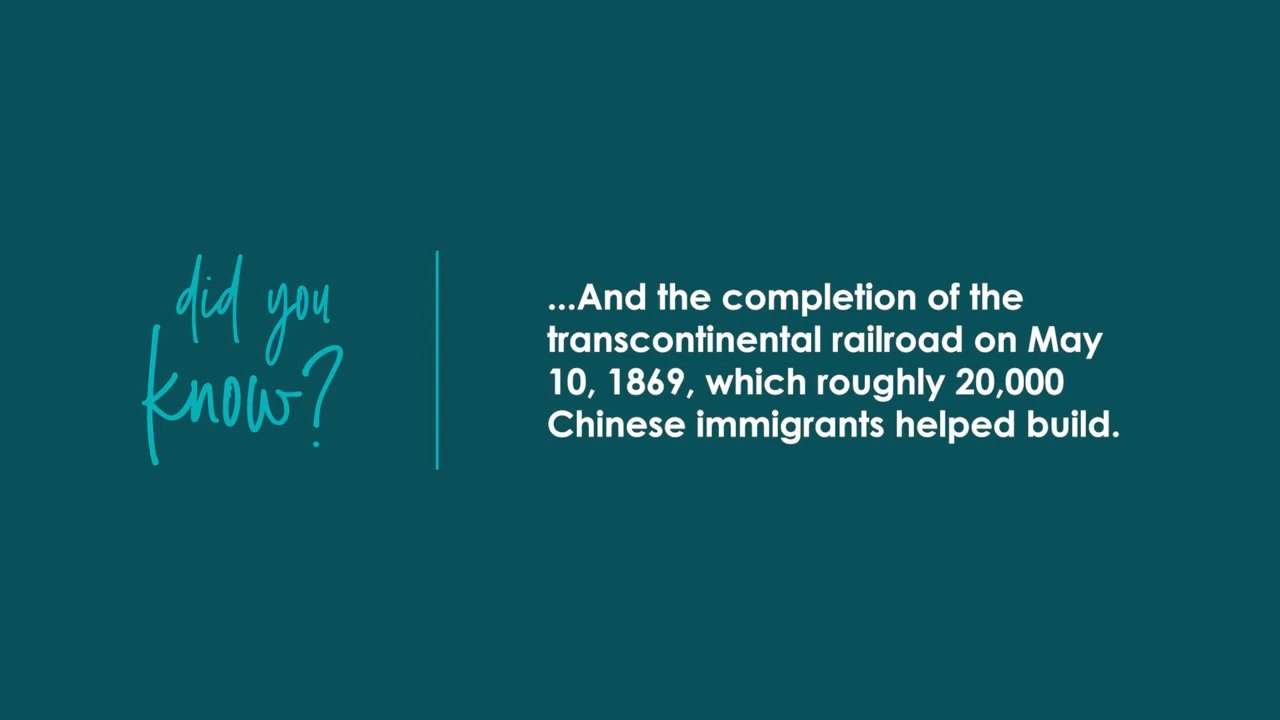 did you
know?
...And the completion of the
transcontinental railroad on May
10, 1869, which roughly 20,000
Chinese immigrants helped build.